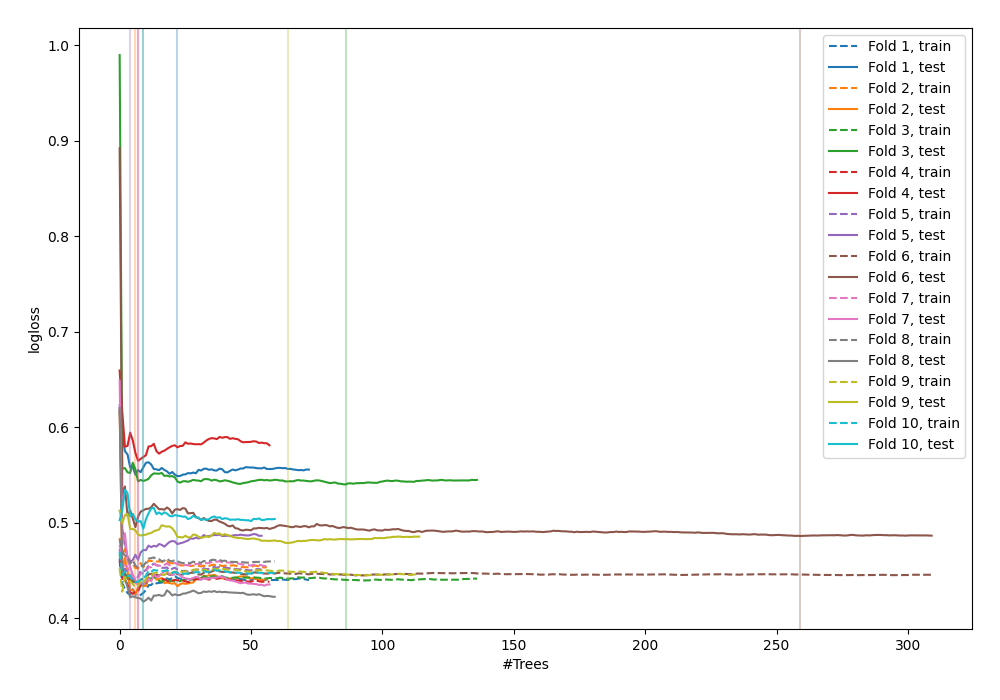 1.0
0.9
0.8
0.7
0.6
0.5
0.4
logloss
0
50
100
150
200
250
300
#Trees
Fold 1, train
Fold 1, test
Fold 2, train
Fold 2, test
Fold 3, train
Fold 3, test
Fold 4, train
Fold 4, test
Fold 5, train
Fold 5, test
Fold 6, train
Fold 6, test
Fold 7, train
Fold 7, test
Fold 8, train
Fold 8, test
Fold 9, train
Fold 9, test
Fold 10, train
Fold 10, test